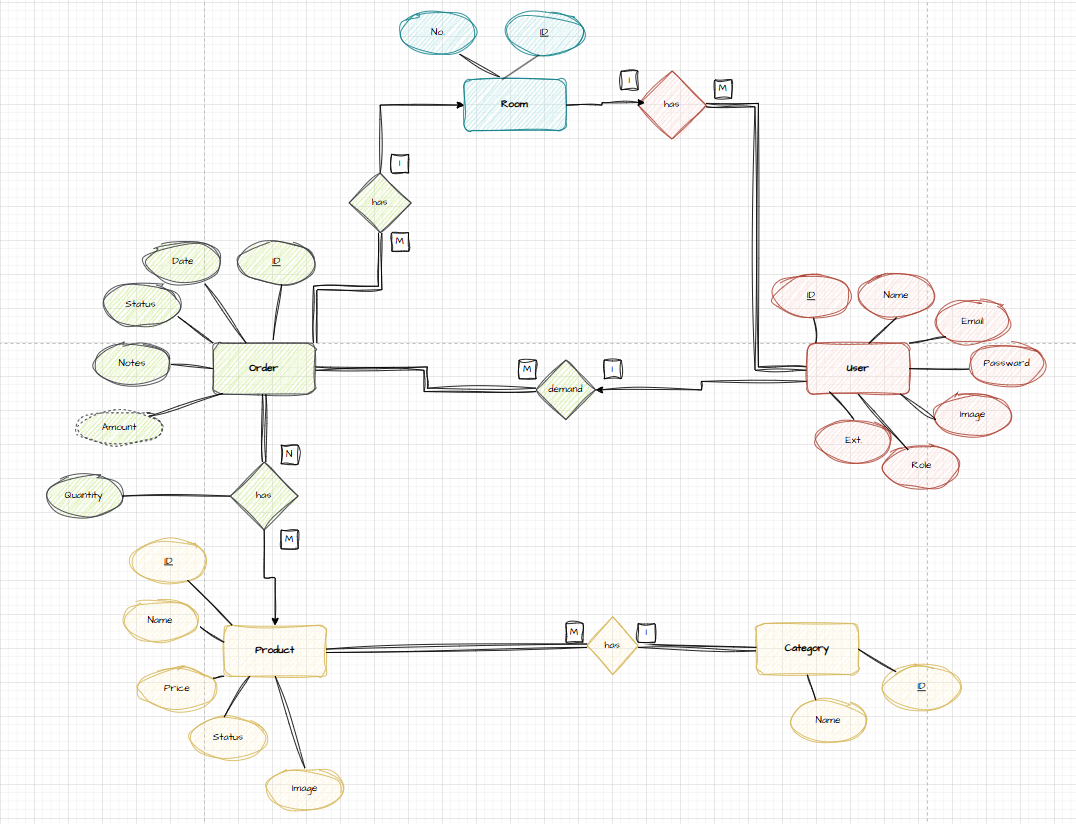 No.
ID
Room
1
has
M
1
has
M
Date
ID
Status
Notes
Amount
Order
ID
Name
Email
Passward
User
Image
Ext.
Role
M
demand
1
N
Quantity
has
M
ID
Name
Product
Price
Status
Image
M
has
1
Category
ID
Name